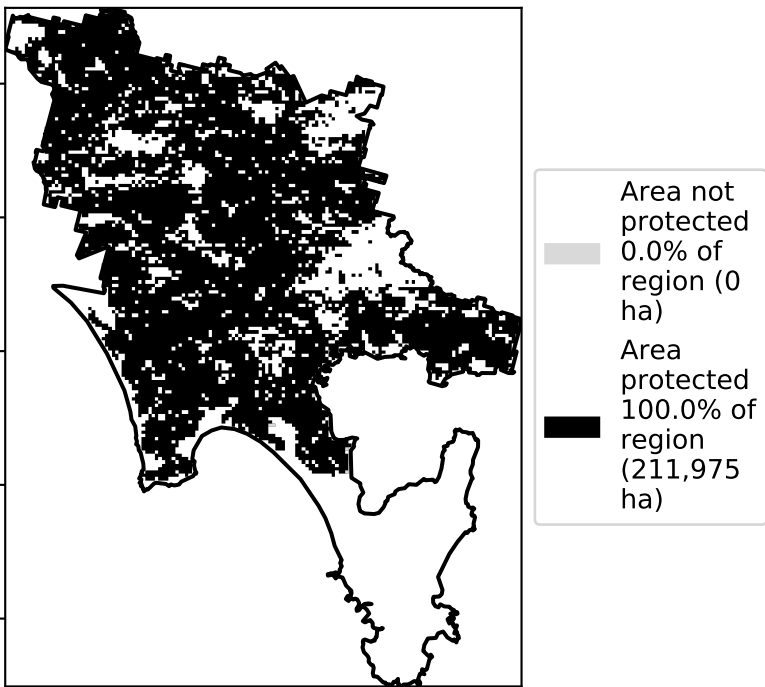 Area not
protected
0.0% of
region (0
ha)
Area
protected
100.0% of
region
(211,975
ha)